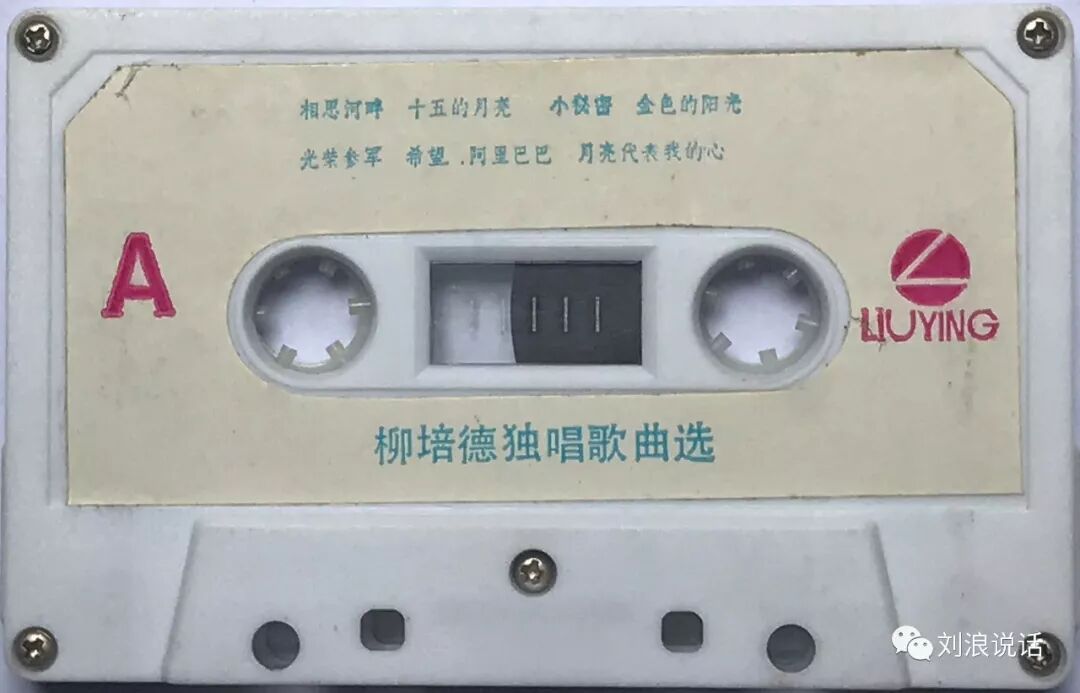 相思河畔 十五的月亮 小秘密 金色的阳光
光荣参军 希望 .阿里巴巴 月亮代表我的心
A
LIUYING
柳培德独唱歌曲选
刘浪说话